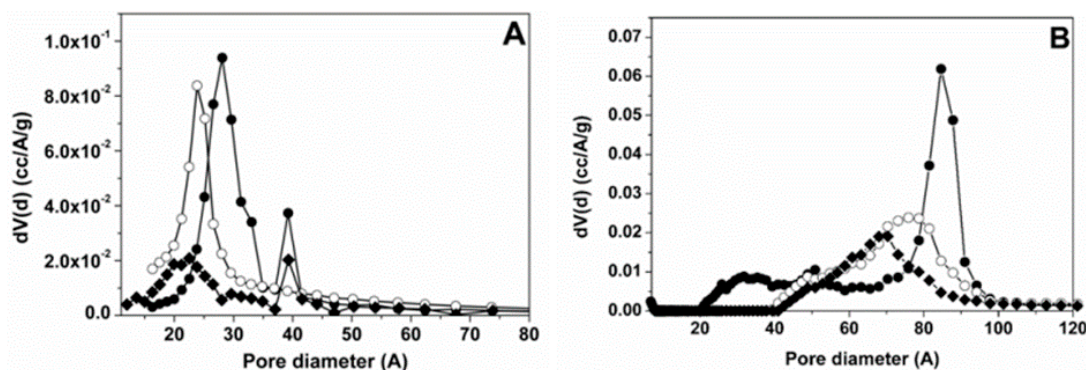 A
dV(d) (cc/A/g)
1.0x10⁻¹
8.0x10⁻²
6.0x10⁻²
4.0x10⁻²
2.0x10⁻²
0.0
20 30 40 50 60 70 80
Pore diameter (A)
B
dV(d) (cc/A/g)
0.07
0.06
0.05
0.04
0.03
0.02
0.01
0.00
20 40 60 80 100 120
Pore diameter (A)